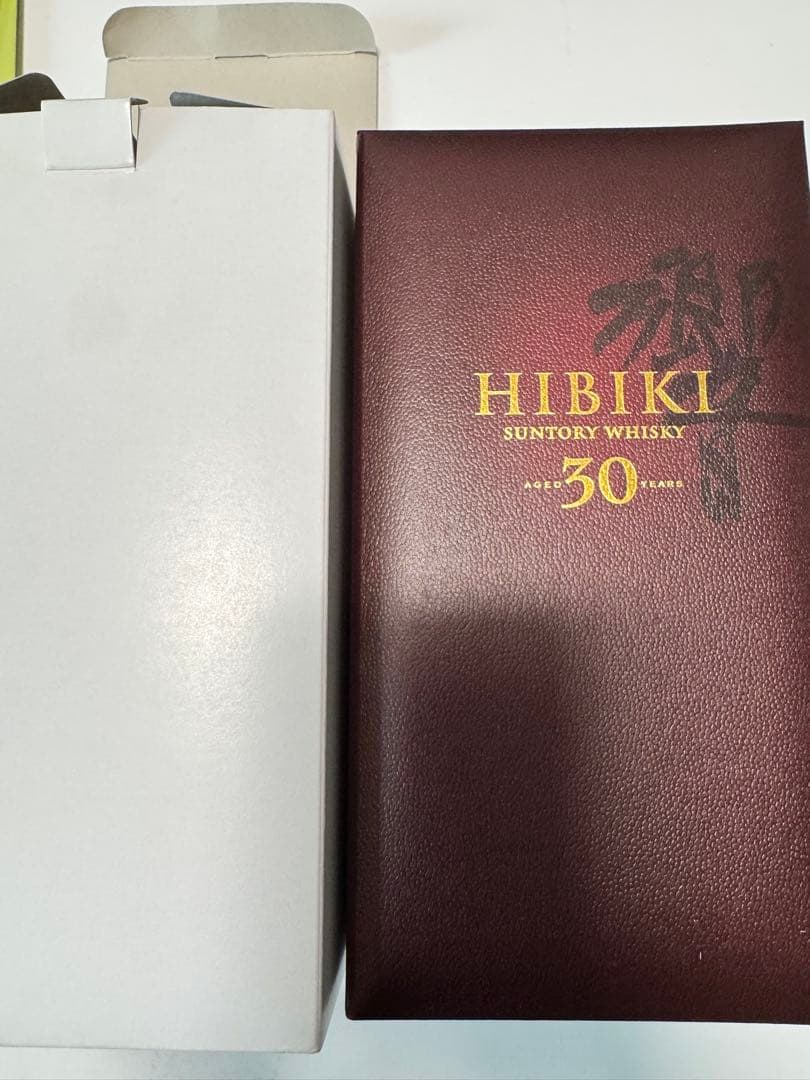 響
HIBIKI
SUNTORY WHISKY
AGED 30 YEARS